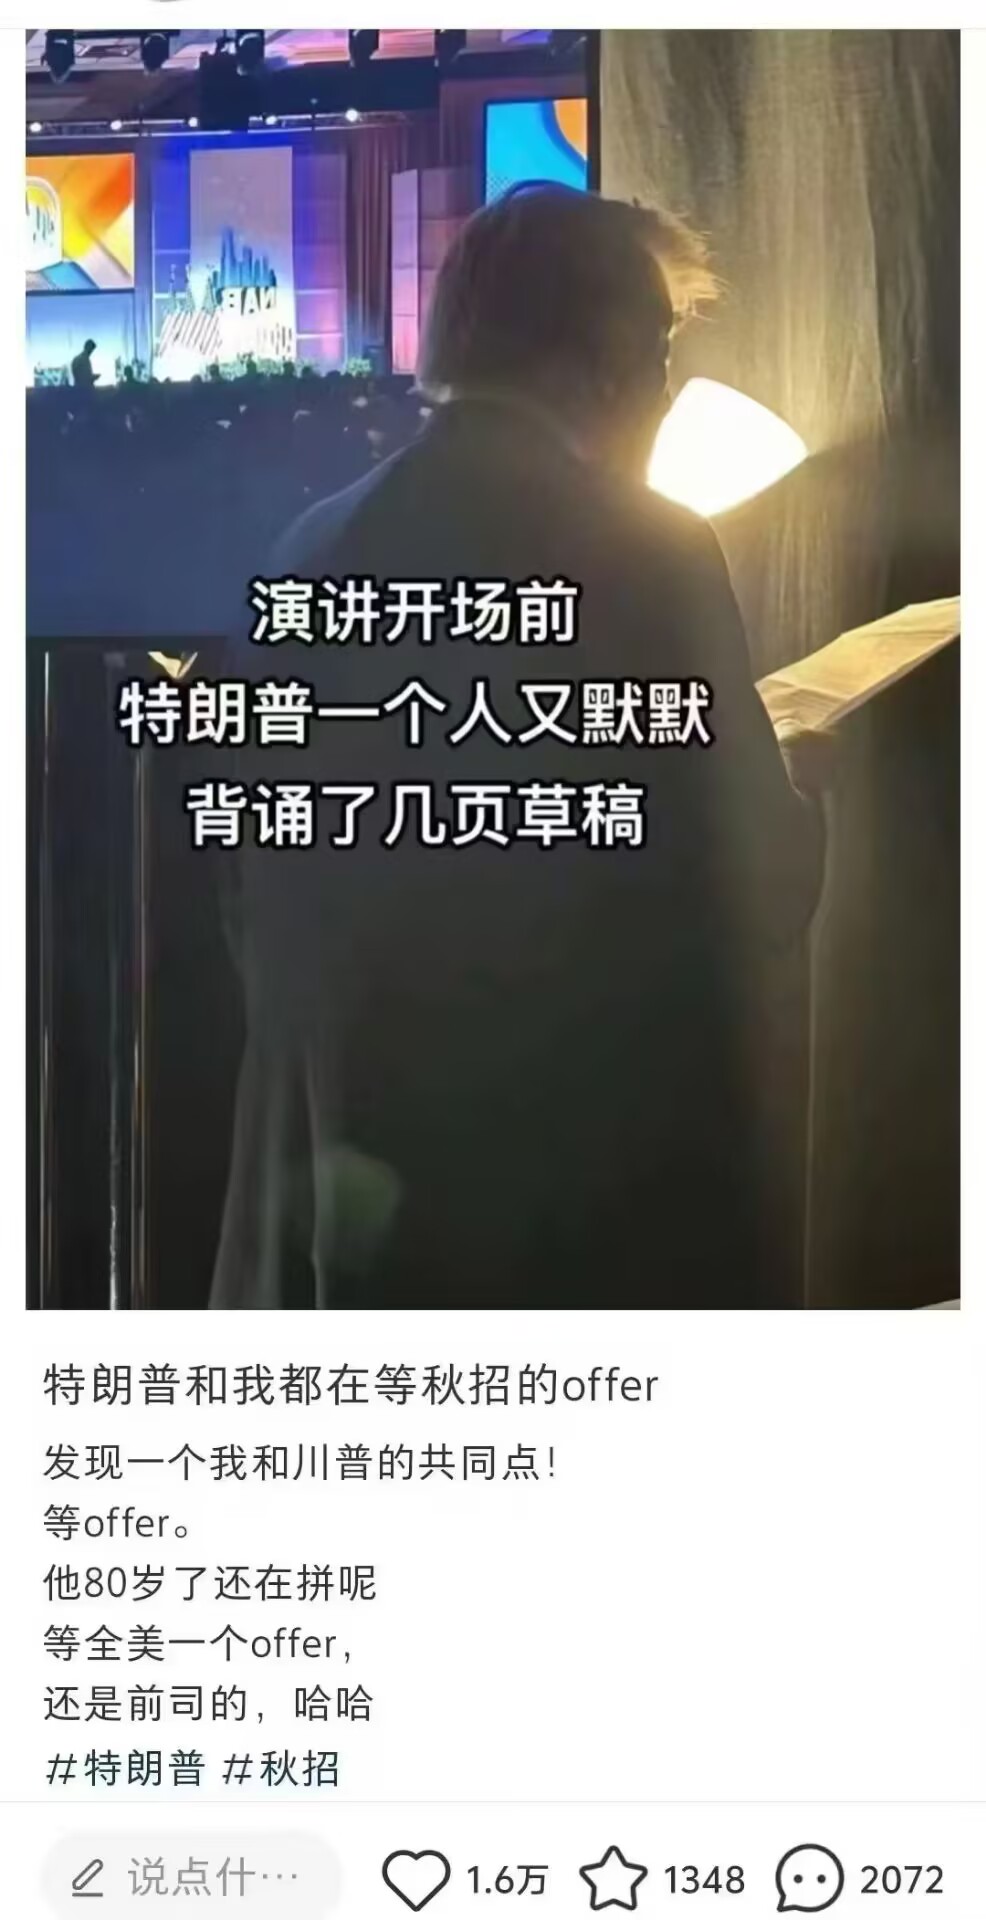 NAB
演讲开场前
特朗普一个人又默默
背诵了几页草稿
特朗普和我都在等秋招的offer
发现一个我和川普的共同点!
等offer。
他80岁了还在拼呢
等全美一个offer,
还是前司的，哈哈
#特朗普 #秋招
说点什…
1.6万
1348
2072